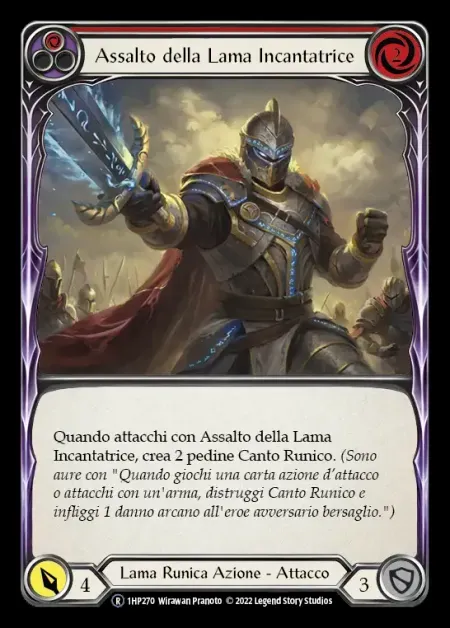 Assalto della Lama Incantatrice
2
Quando attacchi con Assalto della Lama
Incantatrice, crea 2 pedine Canto Runico. (Sono
aure con "Quando giochi una carta azione d'attacco
o attacchi con un'arma, distruggi Canto Runico e
infliggi 1 danno arcano all'eroe avversario bersaglio.")
4
Lama Runica Azione - Attacco
3
R 1HP270 Wirawan Pranoto © 2022 Legend Story Studios